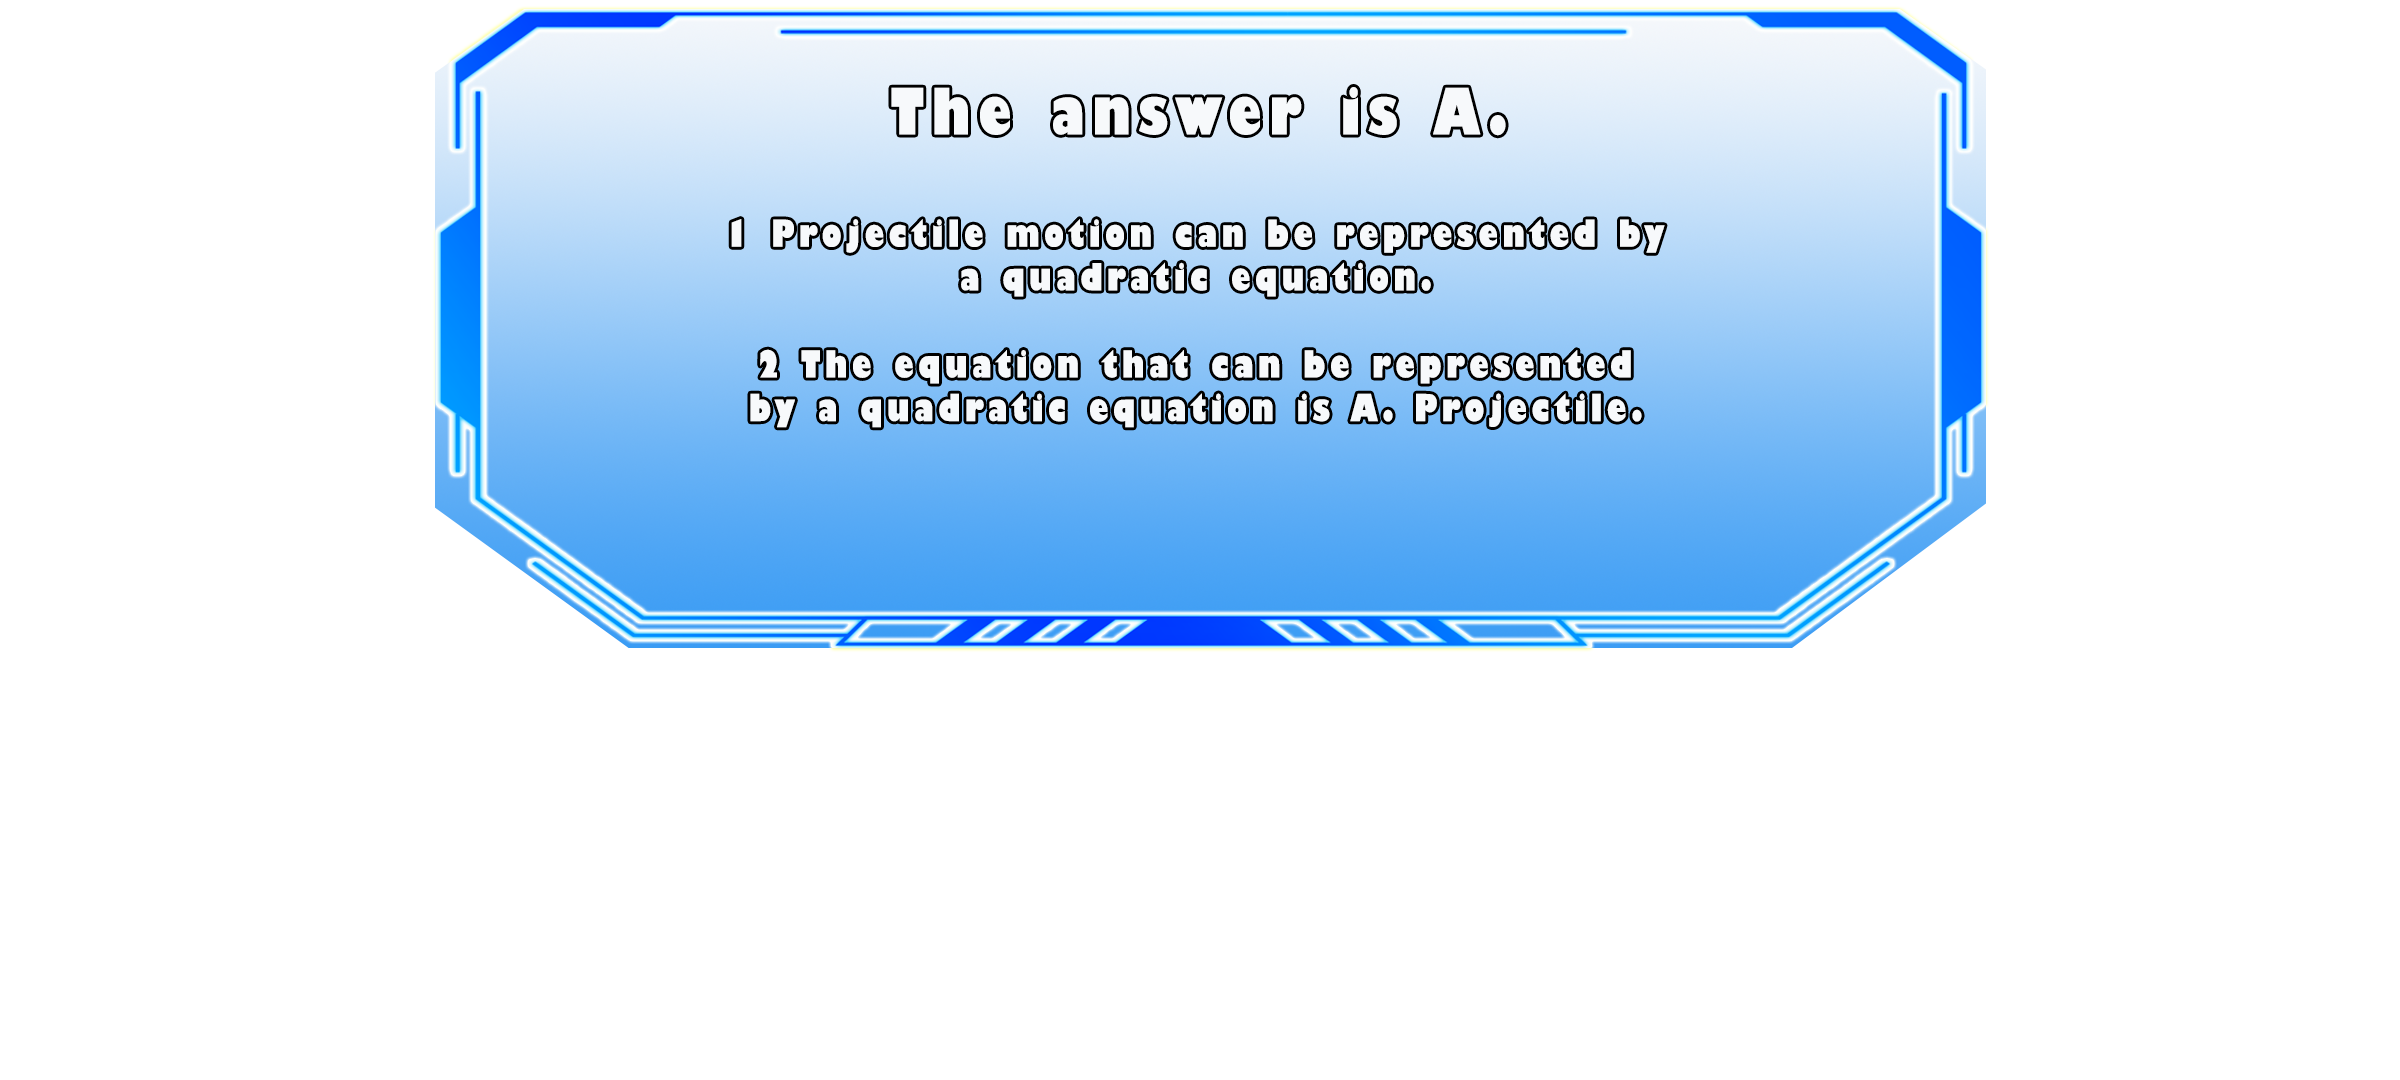 The answer is A.
1 Projectile motion can be represented by
a quadratic equation.
2 The equation that can be represented
by a quadratic equation is A. Projectile.